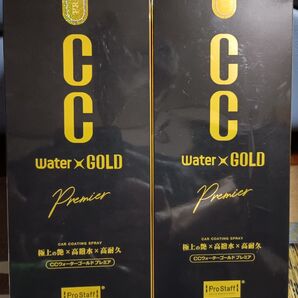 CC
water×GOLD
Premier
CAR COATING SPRAY
極上の艶×高撥水×高耐久
CCウォーターゴールド プレミア
ProStaff
CC
water×GOLD
Premier
CAR COATING SPRAY
極上の艶×高撥水×高耐久
CCウォーターゴールド プレミア
ProStaff